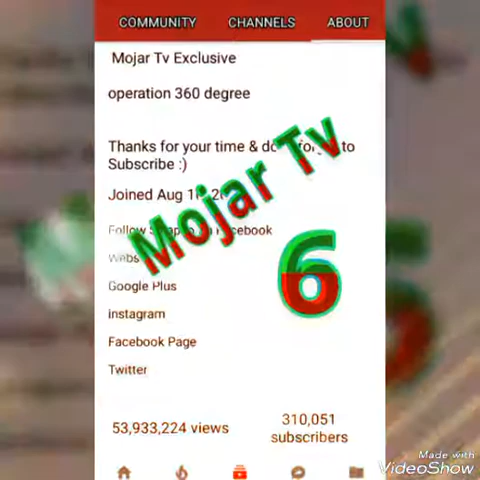 COMMUNITY CHANNELS ABOUT
Mojar Tv Exclusive
operation 360 degree
Thanks for your time & to
Subscribe :)
Joined Aug
Mojar Tv
6
Follow Facebook
Google Plus
instagram
Facebook Page
Twitter
53,933,224 views
310,051
subscribers
Made with
VideoShow